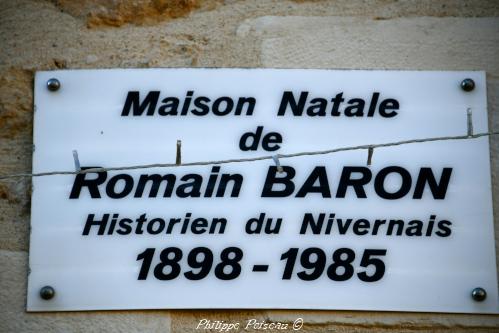 Maison Natale
de
Romain BARON
Historien du Nivernais
1898 - 1985
Philippe Poiseau ©